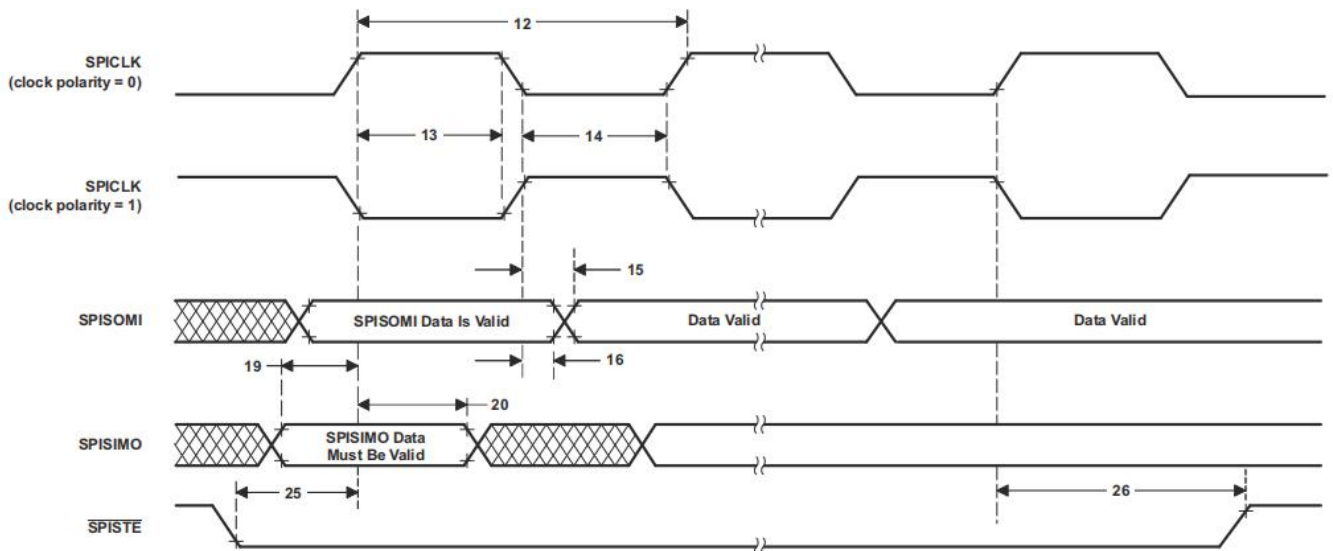 12
SPICLK
(clock polarity = 0)
13
14
SPICLK
(clock polarity = 1)
15
SPISOMI
SPISOMI Data Is Valid
Data Valid
Data Valid
19
16
20
SPISIMO
SPISIMO Data
Must Be Valid
25
26
SPISTE